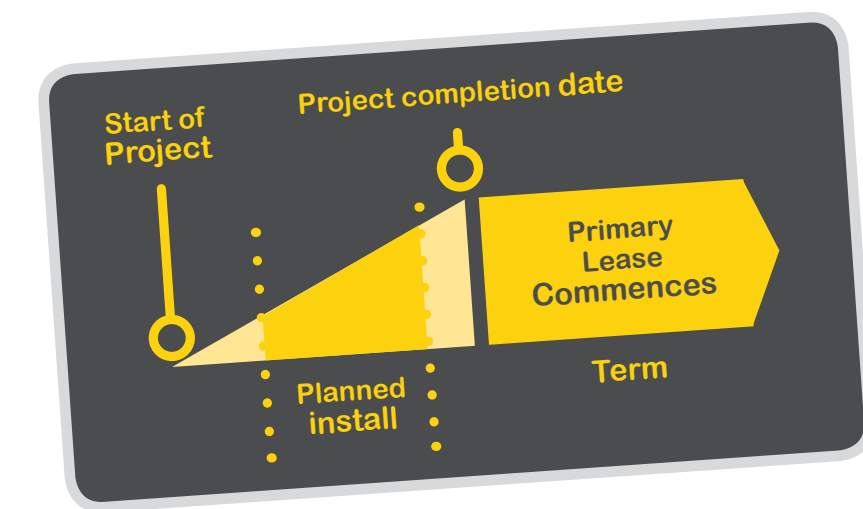 Start of
Project
Project completion date
Primary
Lease
Commences
Term
Planned
install